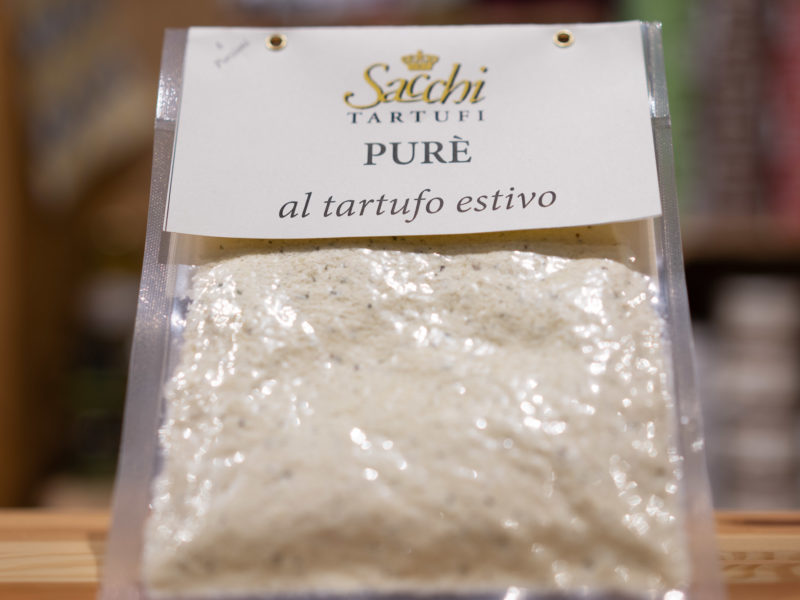 Sacchi
TARTUFI
PURÈ
al tartufo estivo